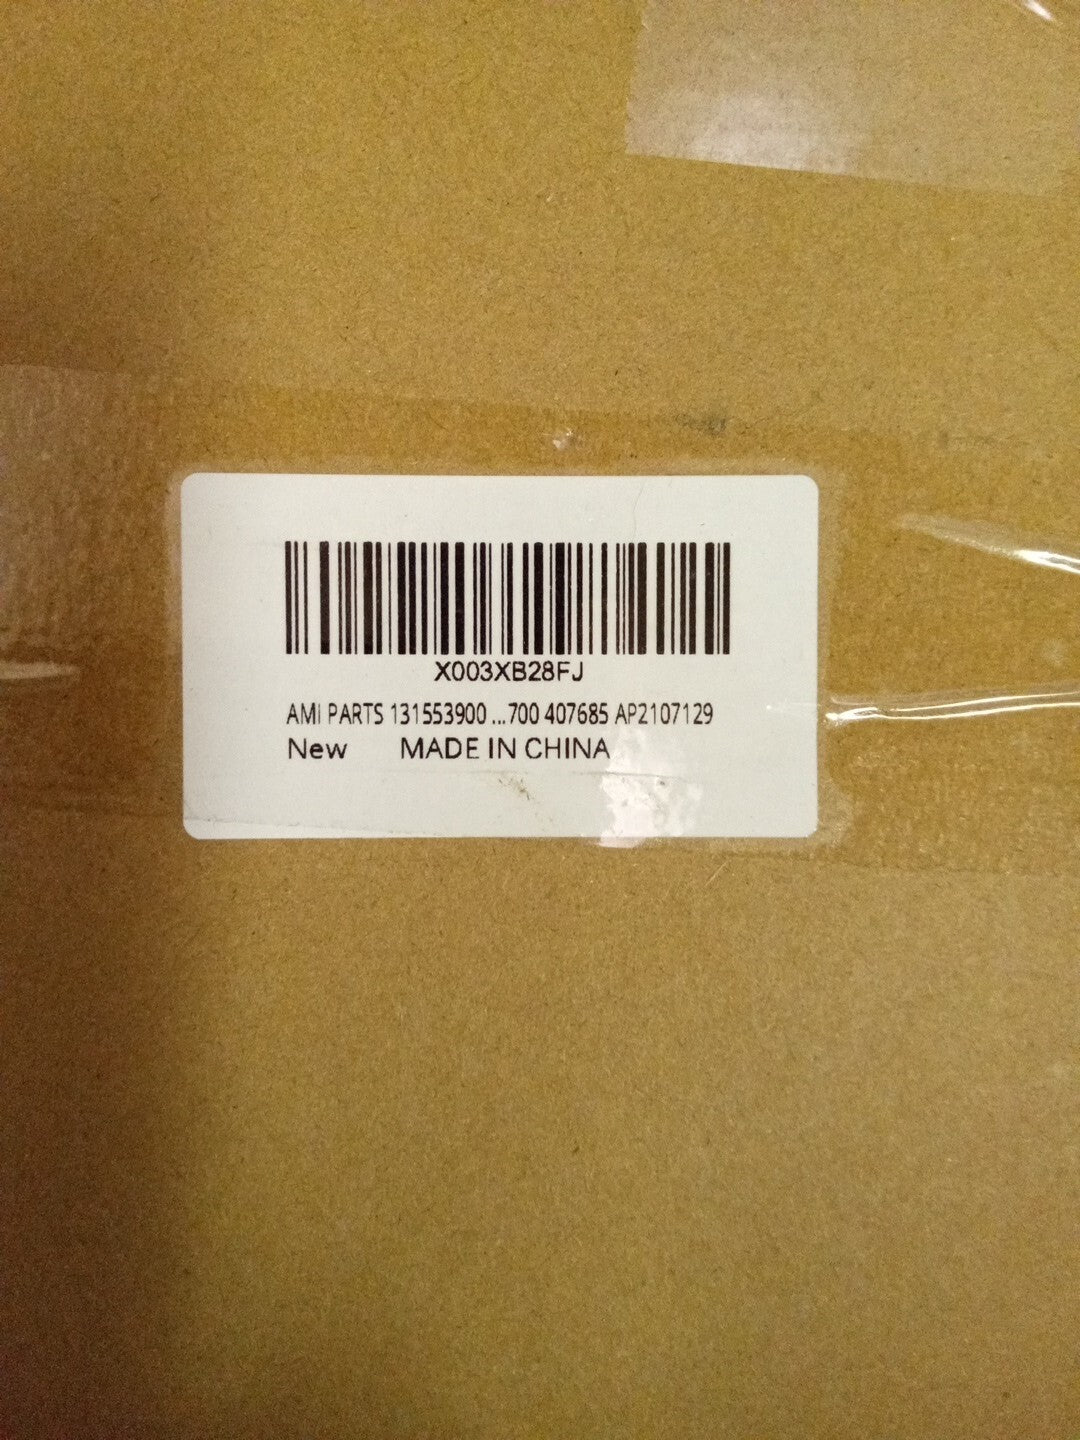 X003XB28FJ
AMI PARTS 131553900 ...700 407685 AP2107129
New MADE IN CHINA